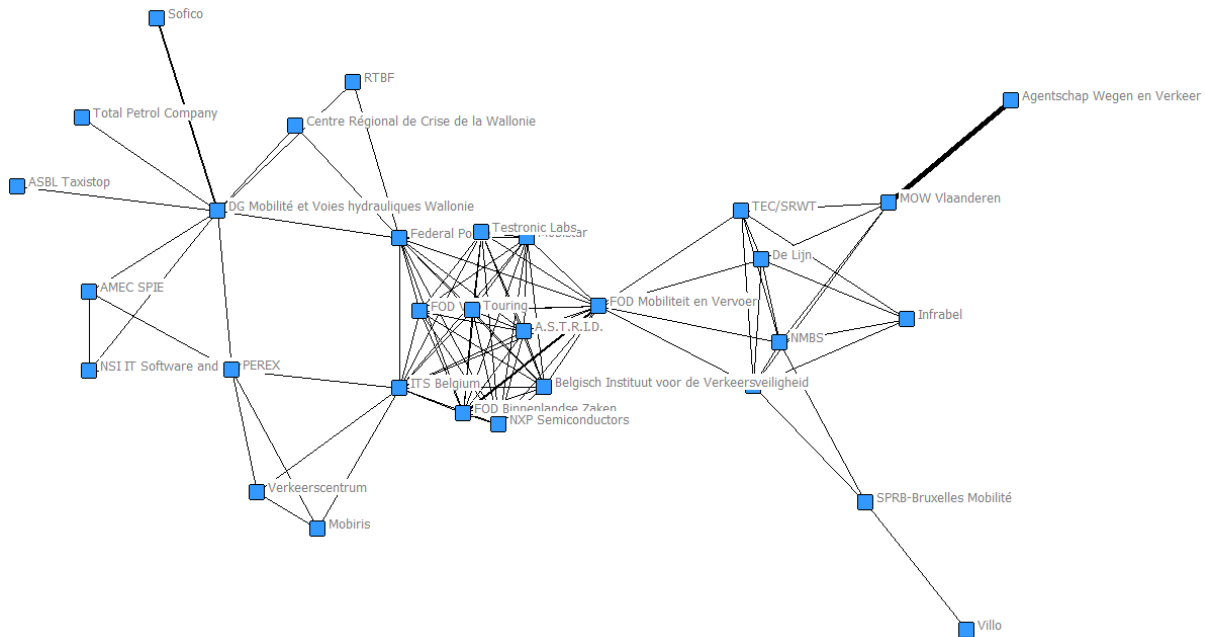 Sofico
RTBF
Agentschap Wegen en Verkeer
Total Petrol Company
Centre Régional de Crise de la Wallonie
ASBL Taxistop
MOW Vlaanderen
DG Mobilité et Voies hydrauliques Wallonie
TEC/SRWT
Federal
Testronic Labs
De Lijn
AMEC SPIE
FOD
Touring
FOD Mobiliteit en Vervoer
Infrabel
A.S.T.R.I.D.
NMBS
NSI IT Software and
PEREX
ITS Belgium
Belgisch Instituut voor de Verkeersveiligheid
FOD Binnenlandse Zaken
NXP Semiconductors
Verkeerscentrum
SPRB-Bruxelles Mobilité
Mobiris
Villo